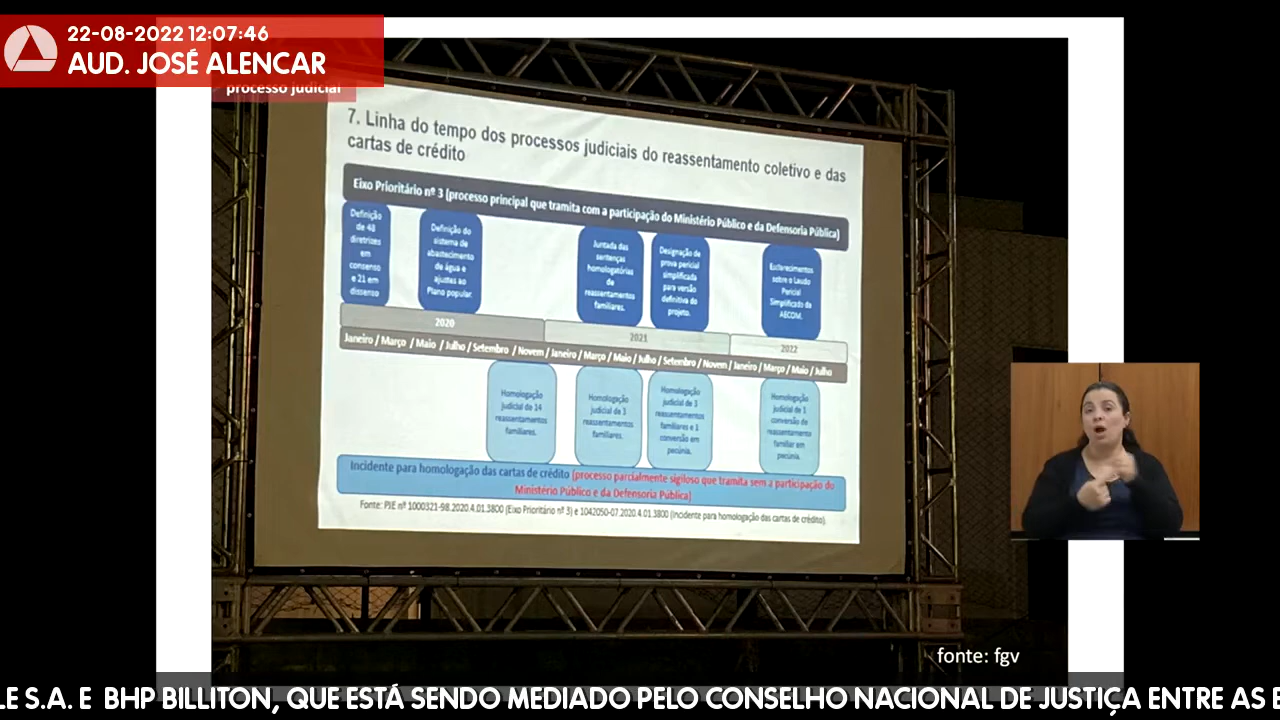 22-08-2022 12:07:46
AUD. JOSÉ ALENCAR
processo judicial
7. Linha do tempo dos processos judiciais do reassentamento coletivo e das
cartas de crédito
Eixo Prioritário nº 3 (processo principal que tramita com a participação do Ministério Público e da Defensoria Pública)
Definição
de 48
diretrizes
em
consenso
e 21 em
dissenso
Definição do
sistema de
abastecimento
de água e
ajustes ao
Plano popular.
Juntada das
sentenças
homologatórias
de
reassentamentos
familiares.
Designação de
prova pericial
simplificada
para versão
definitiva do
projeto.
Esclarecimentos
sobre o Laudo
Pericial
Simplificado da
AECOM.
2020
2021
2022
Janeiro / Março / Maio / Julho / Setembro / Novem / Janeiro / Março / Maio / Julho / Setembro / Novem / Janeiro / Março / Maio / Julho
Homologação
judicial de 14
reassentamentos
familiares.
Homologação
judicial de 3
reassentamentos
familiares.
Homologação
judicial de 3
reassentamentos
familiares e 1
conversão em
pecúnia.
Homologação
judicial de 1
conversão de
reassentamento
familiar em
pecúnia.
Incidente para homologação das cartas de crédito (processo parcialmente sigiloso que tramita sem a participação do
Ministério Público e da Defensoria Pública)
Fonte: PJE nº 1000321-98.2020.4.01.3800 (Eixo Prioritário nº 3) e 1042050-07.2020.4.01.3800 (Incidente para homologação das cartas de crédito).
fonte: fgv
LE S.A. E BHP BILLITON, QUE ESTÁ SENDO MEDIADO PELO CONSELHO NACIONAL DE JUSTIÇA ENTRE AS E